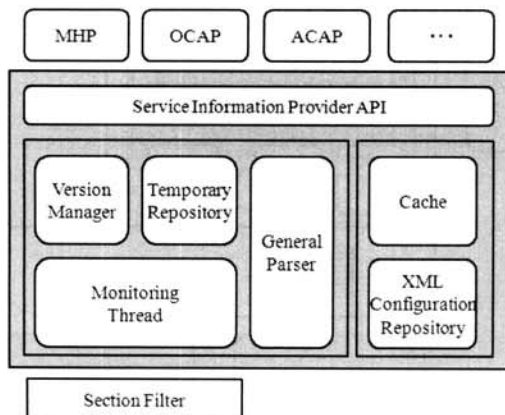 MHP
OCAP
ACAP
...
Service Information Provider API
Version
Manager
Temporary
Repository
General
Parser
Monitoring
Thread
Cache
XML
Configuration
Repository
Section Filter